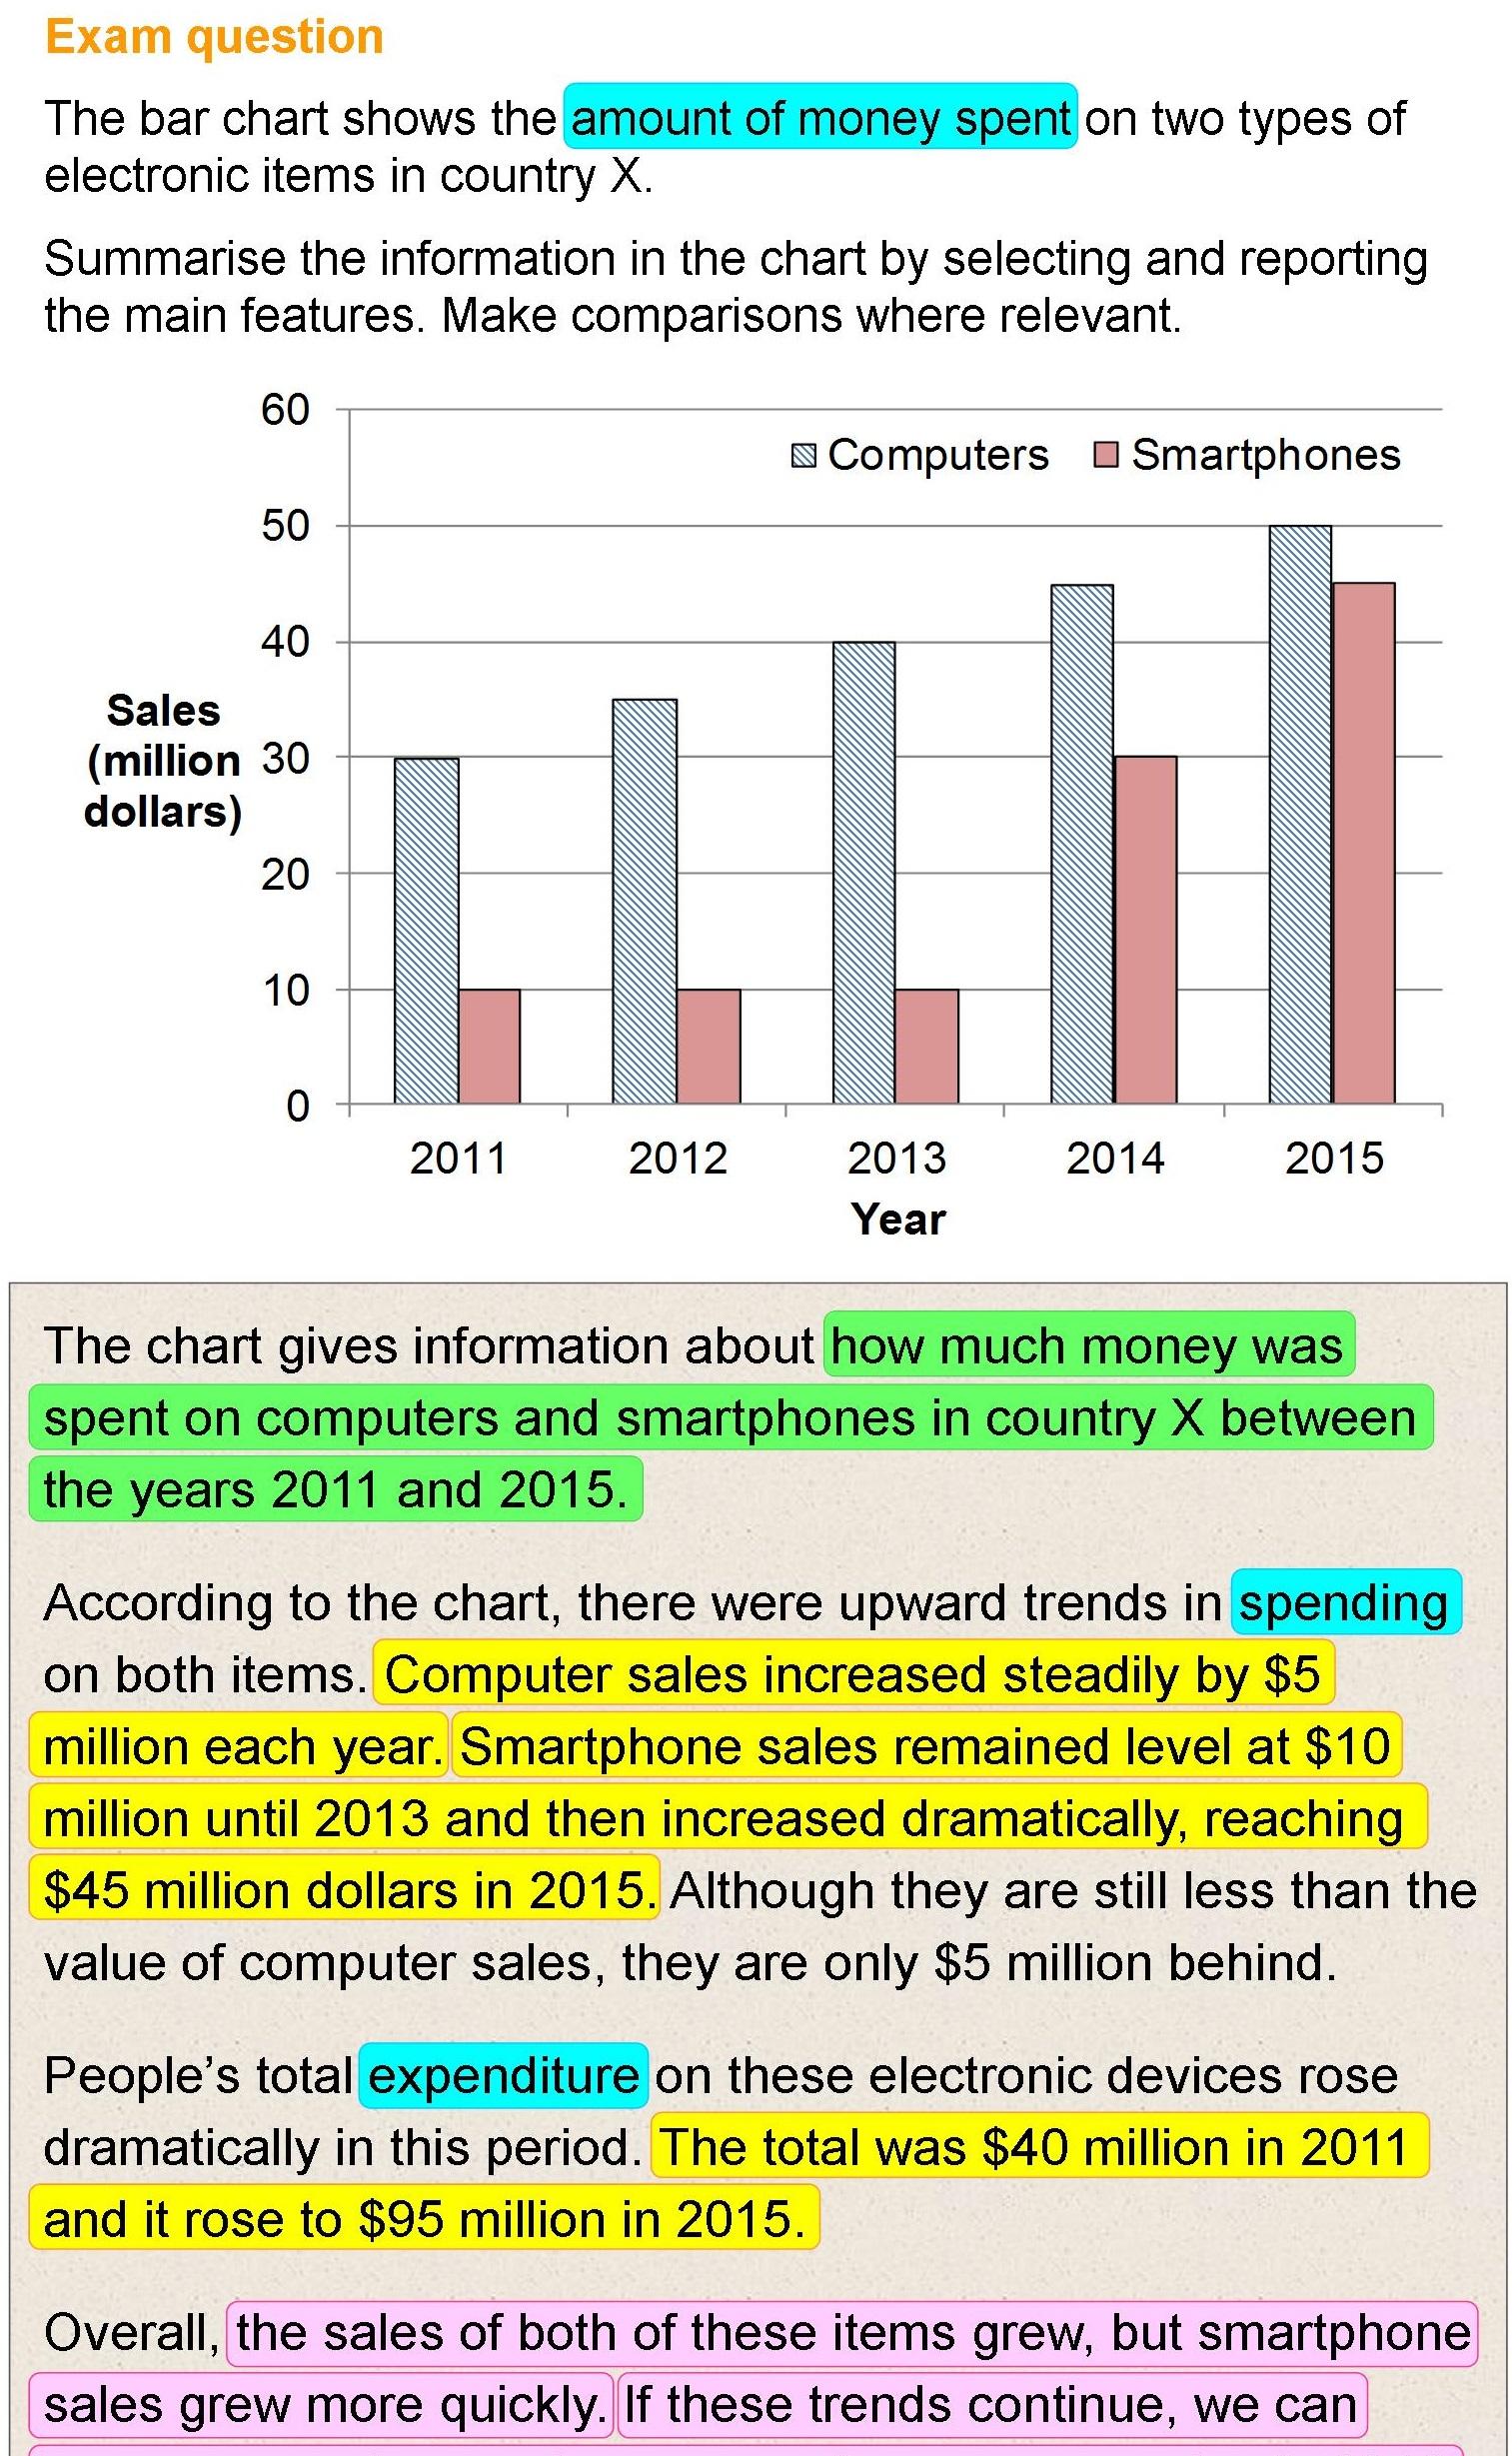 Exam question
The bar chart shows the amount of money spent on two types of
electronic items in country X.
Summarise the information in the chart by selecting and reporting
the main features. Make comparisons where relevant.
60
Computers Smartphones
50
40
Sales
(million
dollars)
30
20
10
0
2011 2012 2013 2014 2015
Year
The chart gives information about how much money was
spent on computers and smartphones in country X between
the years 2011 and 2015.
According to the chart, there were upward trends in spending
on both items. Computer sales increased steadily by $5
million each year. Smartphone sales remained level at $10
million until 2013 and then increased dramatically, reaching
$45 million dollars in 2015. Although they are still less than the
value of computer sales, they are only $5 million behind.
People’s total expenditure on these electronic devices rose
dramatically in this period. The total was $40 million in 2011
and it rose to $95 million in 2015.
Overall, the sales of both of these items grew, but smartphone
sales grew more quickly. If these trends continue, we can